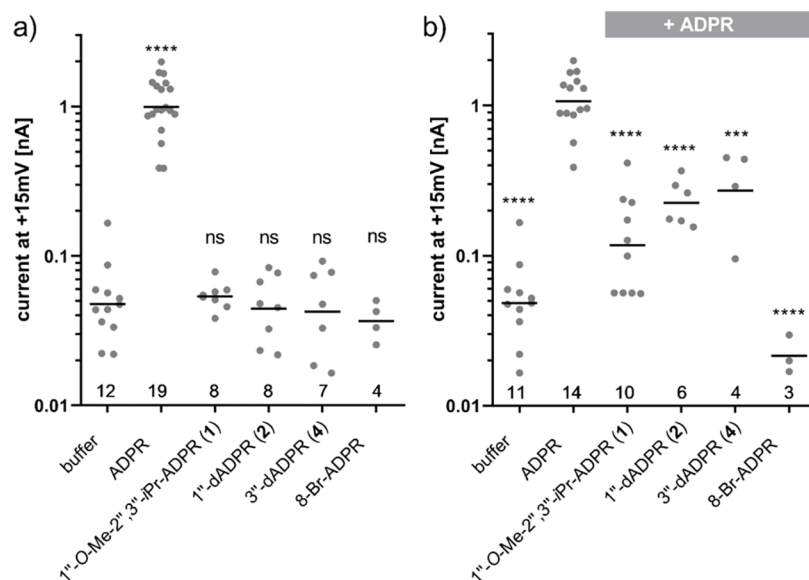 a)
current at +15mV [nA]
1
0.1
0.01
****
ns
ns
ns
ns
12 19 8 8 7 4
buffer
ADPR
1"-O-Me-2",3"-iPr-ADPR (1)
1"-dADPR (2)
3"-dADPR (4)
8-Br-ADPR
b)
+ ADPR
current at +15mV [nA]
1
0.1
0.01
****
****
****
***
****
11 14 10 6 4 3
buffer
ADPR
1"-O-Me-2",3"-iPr-ADPR (1)
1"-dADPR (2)
3"-dADPR (4)
8-Br-ADPR